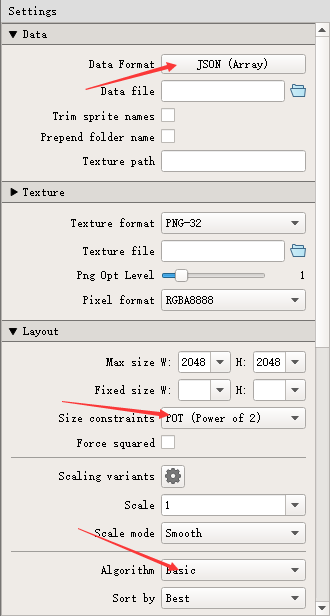 Settings
Data
Data Format JSON (Array)
Data file
Trim sprite names
Prepend folder name
Texture path
Texture
Texture format PNG-32
Texture file
Png Opt Level 1
Pixel format RGBA8888
Layout
Max size W: 2048 H: 2048
Fixed size W: H:
Size constraints POT (Power of 2)
Force squared
Scaling variants
Scale 1
Scale mode Smooth
Algorithm Basic
Sort by Best